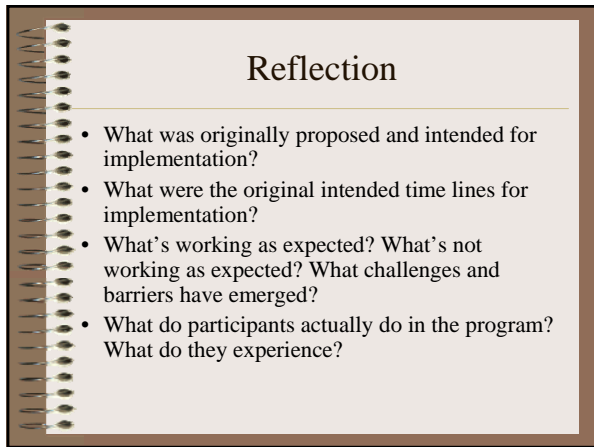 Reflection
• What was originally proposed and intended for
implementation?
• What were the original intended time lines for
implementation?
• What's working as expected? What's not
working as expected? What challenges and
barriers have emerged?
• What do participants actually do in the program?
What do they experience?